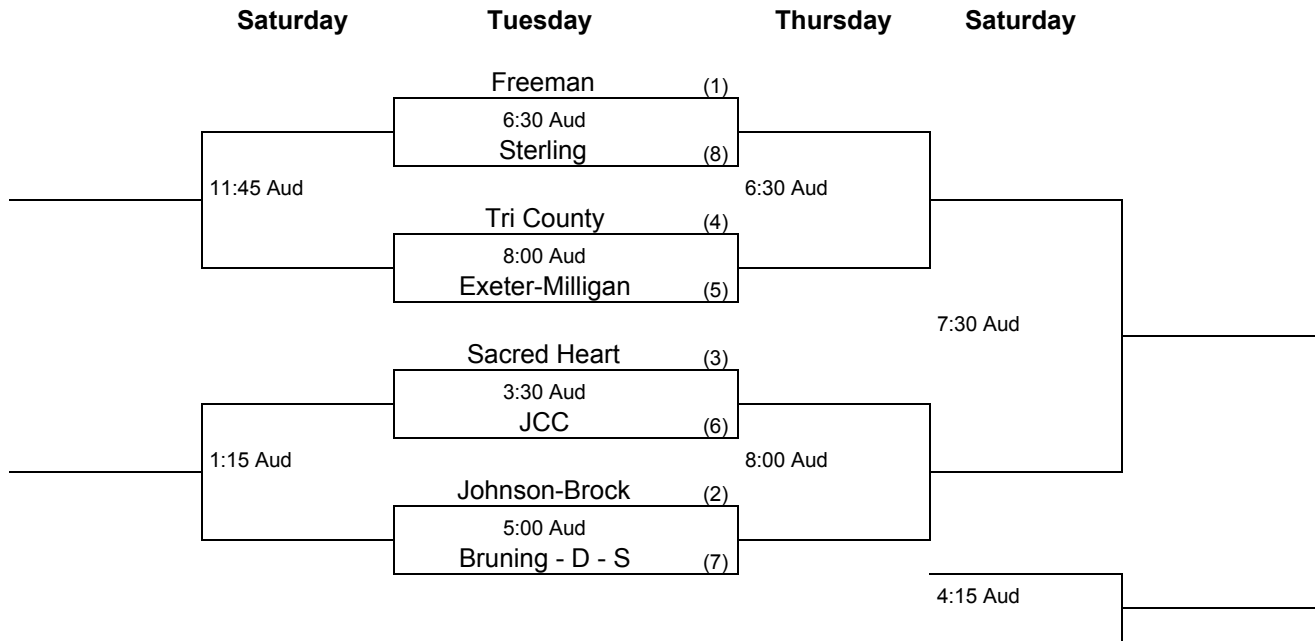 Saturday Tuesday Thursday Saturday
Freeman (1)
6:30 Aud
Sterling (8)
11:45 Aud 6:30 Aud
Tri County (4)
8:00 Aud
Exeter-Milligan (5)
7:30 Aud
Sacred Heart (3)
3:30 Aud
JCC (6)
1:15 Aud 8:00 Aud
Johnson-Brock (2)
5:00 Aud
Bruning - D - S (7)
4:15 Aud